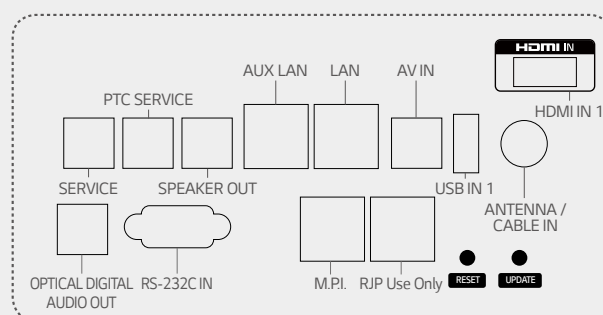 HDMI IN
HDMI IN 1
AUX LAN
LAN
AV IN
PTC SERVICE
SERVICE
SPEAKER OUT
USB IN 1
ANTENNA /
CABLE IN
OPTICAL DIGITAL
AUDIO OUT
RS-232C IN
M.P.I.
RJP Use Only
RESET
UPDATE